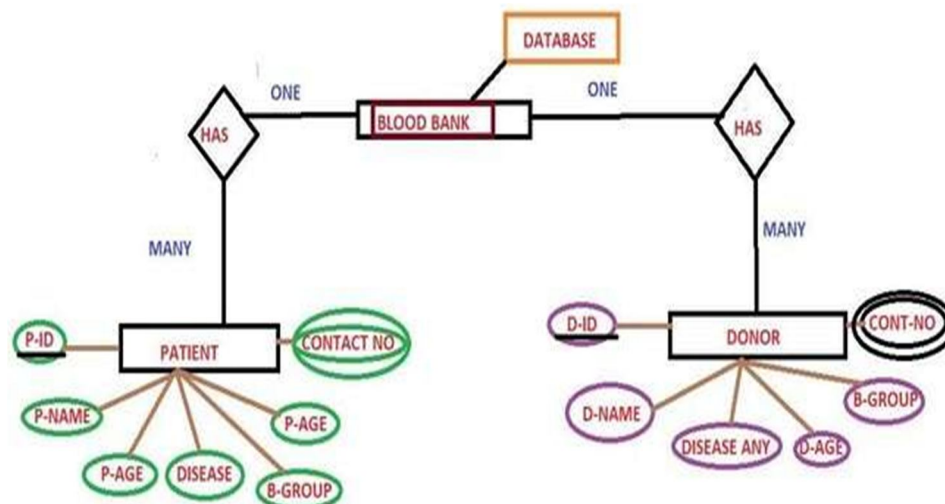 DATABASE
ONE
ONE
HAS
BLOOD BANK
HAS
MANY
MANY
P-ID
PATIENT
CONTACT NO
D-ID
DONOR
CONT-NO
P-NAME
P-AGE
D-NAME
B-GROUP
P-AGE
DISEASE
B-GROUP
DISEASE ANY
D-AGE